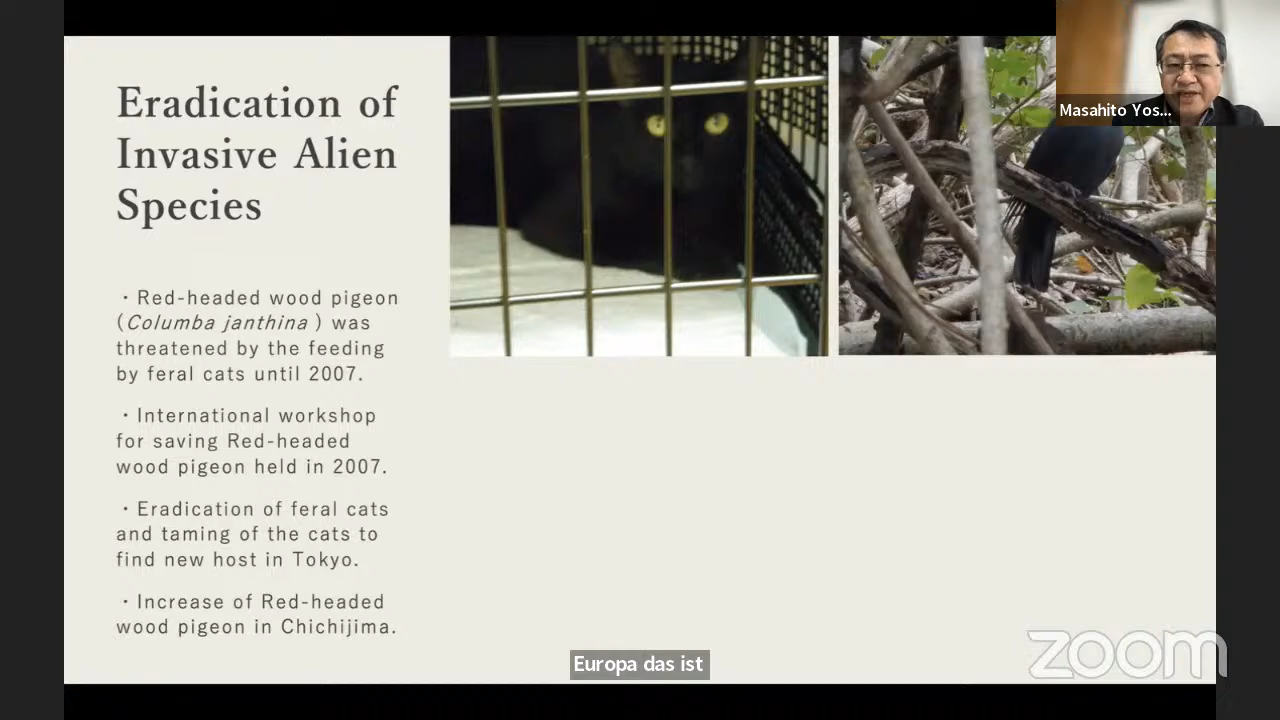 Eradication of
Invasive Alien
Species
・Red-headed wood pigeon
(Columba janthina ) was
threatened by the feeding
by feral cats until 2007.
・International workshop
for saving Red-headed
wood pigeon held in 2007.
・Eradication of feral cats
and taming of the cats to
find new host in Tokyo.
・Increase of Red-headed
wood pigeon in Chichijima.
Masahito Yos...
Europa das ist
zoom